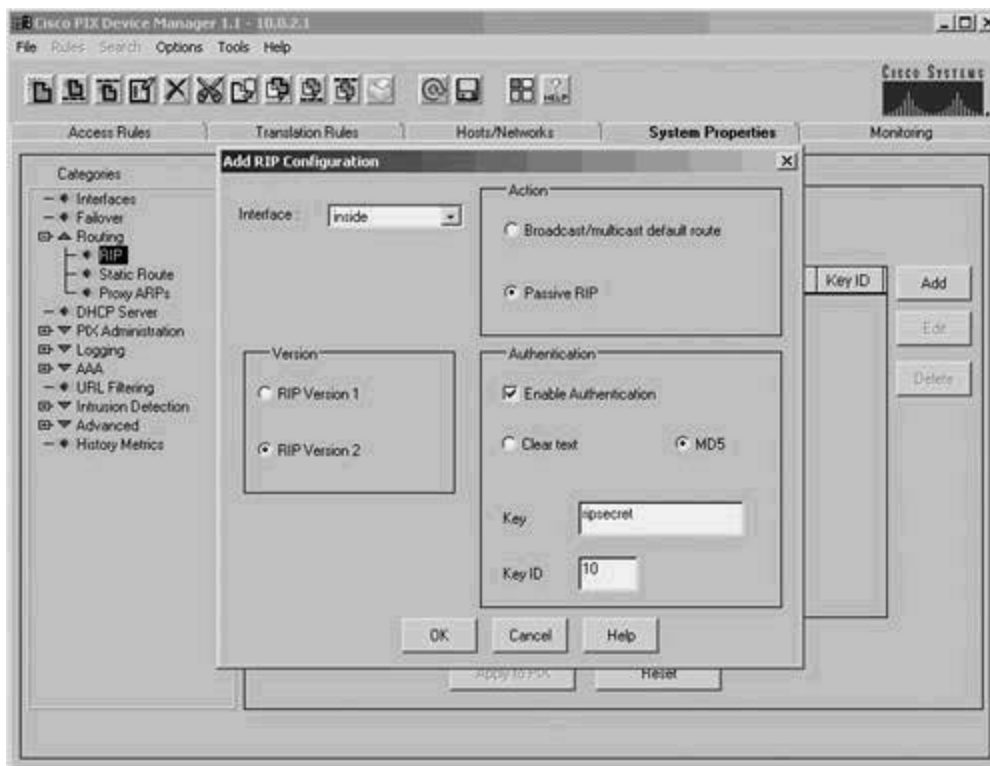 Cisco PIX Device Manager 1.1 - 10.0.2.1
File Rules Search Options Tools Help
HELP
CISCO SYSTEMS
Access Rules Translation Rules Hosts/Networks System Properties Monitoring
Categories
Interfaces
Failover
Routing
RIP
Static Route
Proxy ARPs
DHCP Server
PIX Administration
Logging
AAA
URL Filtering
Intrusion Detection
Advanced
History Metrics
Add RIP Configuration
Interface : inside
Action
Broadcast/multicast default route
Passive RIP
Version
RIP Version 1
RIP Version 2
Authentication
Enable Authentication
Clear text MD5
Key ripsecret
Key ID 10
OK Cancel Help
Key ID
Add
Edit
Delete
Apply to PIX Reset